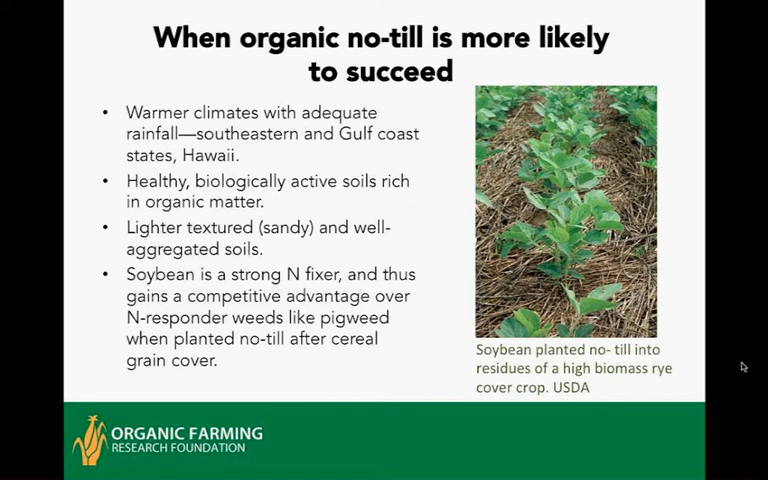 When organic no-till is more likely
to succeed
• Warmer climates with adequate
rainfall—southeastern and Gulf coast
states, Hawaii.
• Healthy, biologically active soils rich
in organic matter.
• Lighter textured (sandy) and well-
aggregated soils.
• Soybean is a strong N fixer, and thus
gains a competitive advantage over
N-responder weeds like pigweed
when planted no-till after cereal
grain cover.
Soybean planted no- till into
residues of a high biomass rye
cover crop. USDA
ORGANIC FARMING
RESEARCH FOUNDATION